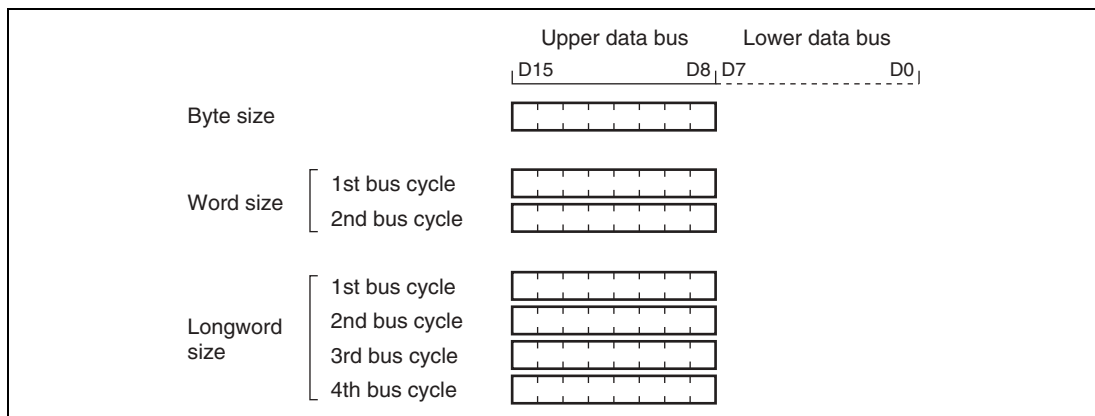 Upper data bus Lower data bus
D15 D8 D7 D0
Byte size
Word size
1st bus cycle
2nd bus cycle
Longword size
1st bus cycle
2nd bus cycle
3rd bus cycle
4th bus cycle